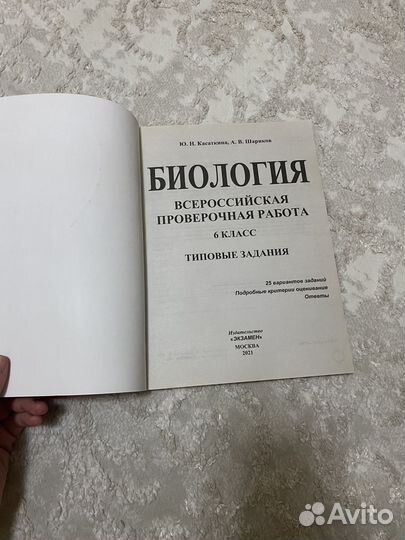 Ю. Н. Касаткина, А. В. Шариков
БИОЛОГИЯ
ВСЕРОССИЙСКАЯ
ПРОВЕРОЧНАЯ РАБОТА
6 КЛАСС
ТИПОВЫЕ ЗАДАНИЯ
25 вариантов заданий
Подробные критерии оценивания
Ответы
Издательство
«ЭКЗАМЕН»
МОСКВА
2021
Avito